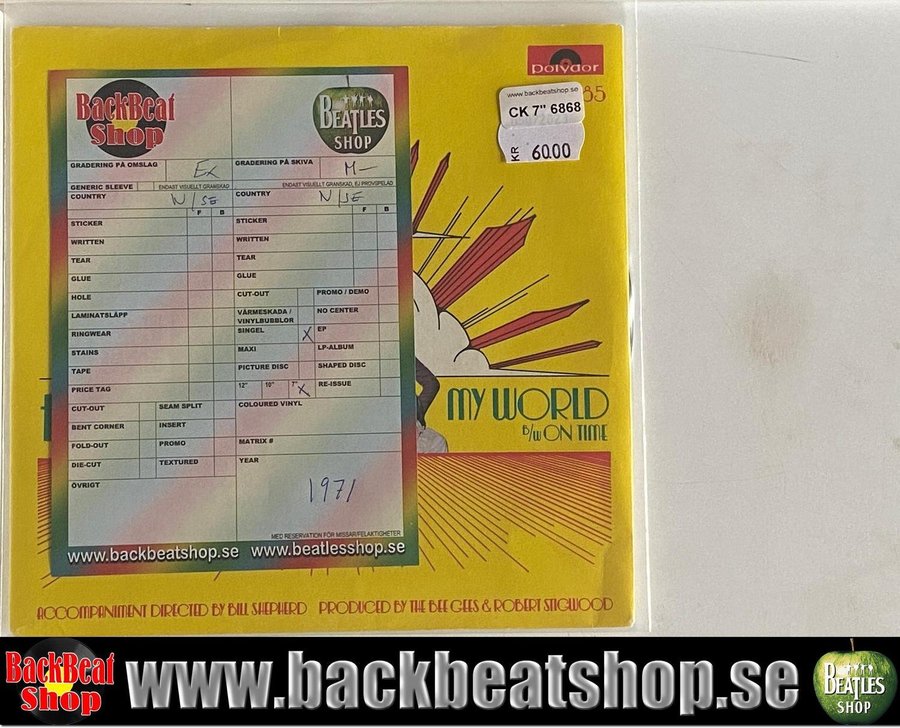 polydor
85
www.backbeatshop.se
CK 7" 6868
KR 60.00
BackBeat
Shop
BEATLES
SHOP
GRADERING PÅ OMSLAG Ex
GRADERING PÅ SKIVA M-
GENERIC SLEEVE ENDAST VISUELLT GRANSKAD
ENDAST VISUELLT GRANSKAD, EJ PROVSPELAD
COUNTRY N/SE
COUNTRY N/SE
F B
F B
STICKER
WRITTEN
TEAR
GLUE
HOLE
LAMINATSLÄPP
RINGWEAR
STAINS
TAPE
PRICE TAG
CUT-OUT SEAM SPLIT
BENT CORNER INSERT
FOLD-OUT PROMO
DIE-CUT TEXTURED
ÖVRIGT
STICKER
WRITTEN
TEAR
GLUE
CUT-OUT PROMO / DEMO
VÄRMESKADA / NO CENTER
VINYLBUBBLOR
SINGEL X EP
MAXI LP-ALBUM
PICTURE DISC SHAPED DISC
12" 10" 7" X RE-ISSUE
COLOURED VINYL
MATRIX #
YEAR
1971
MED RESERVATION FÖR MISSAR/FELAKTIGHETER
www.backbeatshop.se www.beatlesshop.se
MY WORLD
B/W ON TIME
ACCOMPANIMENT DIRECTED BY BILL SHEPHERD PRODUCED BY THE BEE GEES & ROBERT STIGWOOD
BackBeat
Shop
www.backbeatshop.se
BEATLES
SHOP